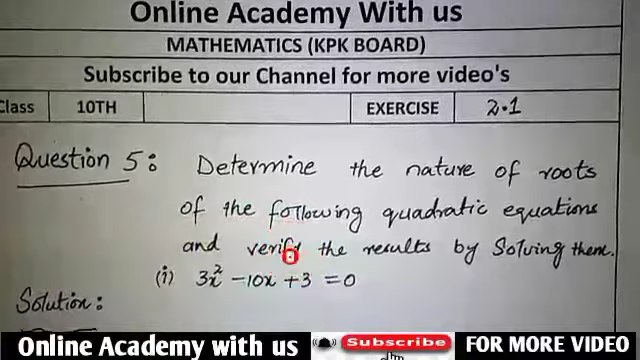 Online Academy With us
MATHEMATICS (KPK BOARD)
Subscribe to our Channel for more video's
Class 10TH EXERCISE 2.1
Question 5: Determine the nature of roots
of the following quadratic equations
and verify the results by Solving them.
(i) 3x² -10x +3 =0
Solution:
Online Academy with us Subscribe FOR MORE VIDEO